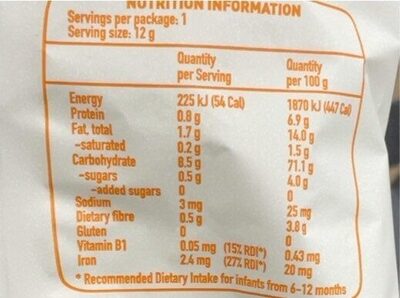 NUTRITION INFORMATION
Servings per package: 1
Serving size: 12 g
Quantity per Serving Quantity per 100 g
Energy 225 kJ (54 Cal) 1870 kJ (447 Cal)
Protein 0.8 g 6.9 g
Fat, total 1.7 g 14.0 g
-saturated 0.2 g 1.5 g
Carbohydrate 8.5 g 71.1 g
-sugars 0.5 g 4.0 g
-added sugars 0 0
Sodium 3 mg 25 mg
Dietary fibre 0.5 g 3.8 g
Gluten 0 0
Vitamin B1 0.05 mg (15% RDI*) 0.43 mg
Iron 2.4 mg (27% RDI*) 20 mg
* Recommended Dietary Intake for infants from 6-12 months